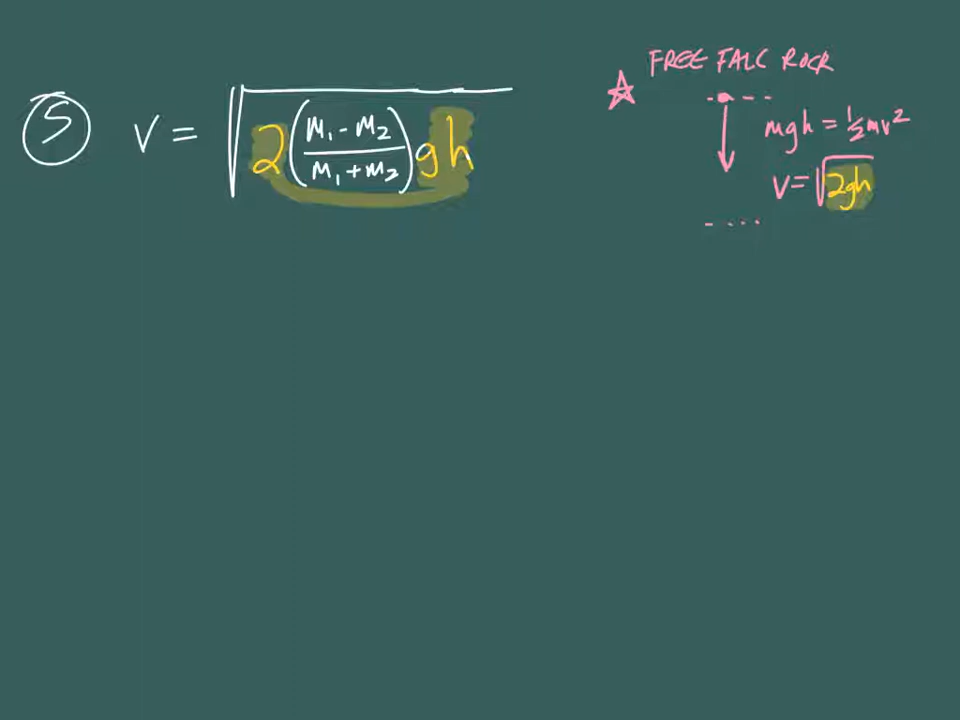 5 V = √(2 (M₁ - M₂ / M₁ + M₂) gh)
FREE FALL ROCK
mgh = ½mv²
V = √2gh